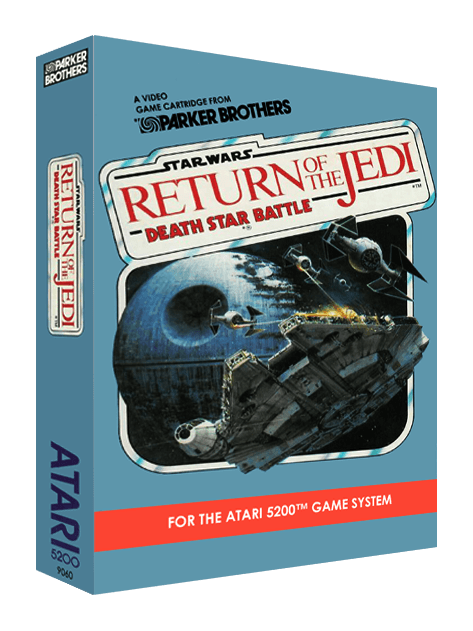 PARKER
BROTHERS
STAR WARS
RETURN OF THE JEDI
DEATH STAR BATTLE
ATARI
5200
9060
A VIDEO
GAME CARTRIDGE FROM
PARKER BROTHERS
STAR WARS
RETURN OF THE JEDI™
DEATH STAR BATTLE
FOR THE ATARI 5200™ GAME SYSTEM